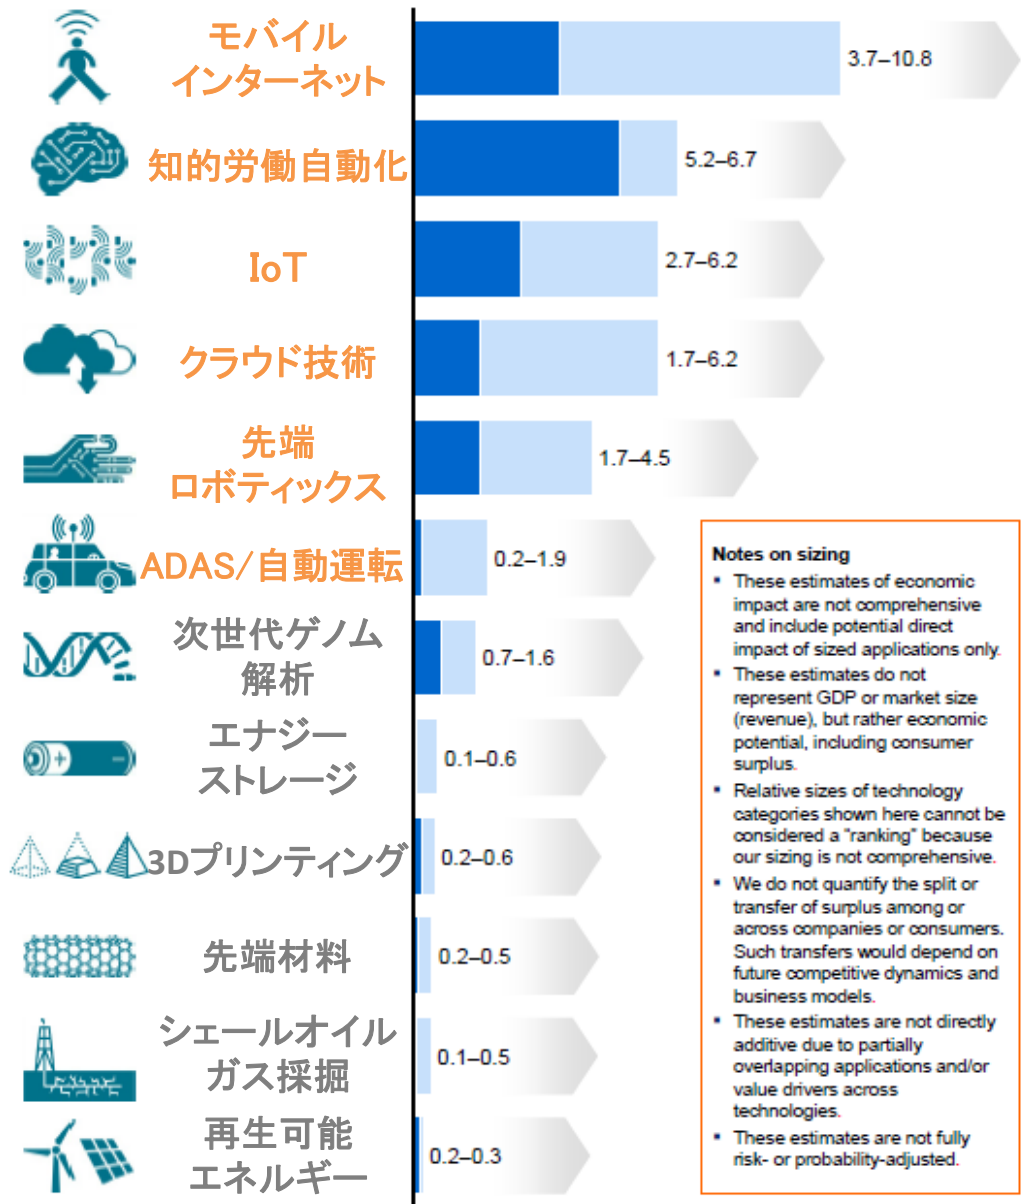 モバイル
インターネット
3.7–10.8
知的労働自動化
5.2–6.7
IoT
2.7–6.2
クラウド技術
1.7–6.2
先端
ロボティックス
1.7–4.5
ADAS/自動運転
0.2–1.9
次世代ゲノム
解析
0.7–1.6
エナジー
ストレージ
0.1–0.6
3Dプリンティング
0.2–0.6
先端材料
0.2–0.5
シェールオイル
ガス採掘
0.1–0.5
再生可能
エネルギー
0.2–0.3
Notes on sizing
▪ These estimates of economic
impact are not comprehensive
and include potential direct
impact of sized applications only.
▪ These estimates do not
represent GDP or market size
(revenue), but rather economic
potential, including consumer
surplus.
▪ Relative sizes of technology
categories shown here cannot be
considered a "ranking" because
our sizing is not comprehensive.
▪ We do not quantify the split or
transfer of surplus among or
across companies or consumers.
Such transfers would depend on
future competitive dynamics and
business models.
▪ These estimates are not directly
additive due to partially
overlapping applications and/or
value drivers across
technologies.
▪ These estimates are not fully
risk- or probability-adjusted.